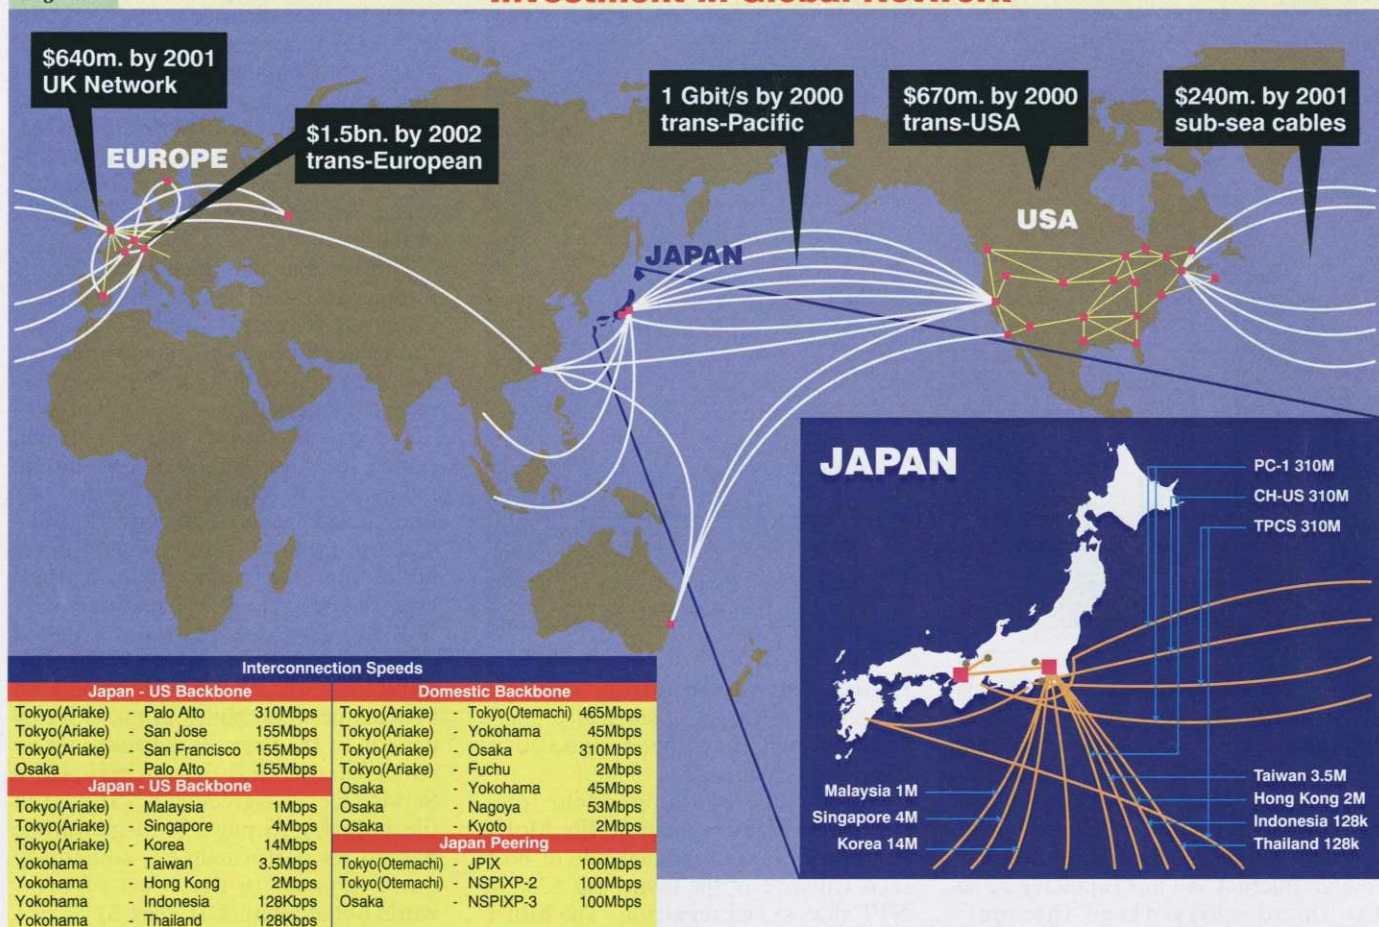 Investment in Global Network
$640m. by 2001
UK Network
$1.5bn. by 2002
trans-European
1 Gbit/s by 2000
trans-Pacific
$670m. by 2000
trans-USA
$240m. by 2001
sub-sea cables
EUROPE
JAPAN
USA
JAPAN
PC-1 310M
CH-US 310M
TPCS 310M
Malaysia 1M
Singapore 4M
Korea 14M
Taiwan 3.5M
Hong Kong 2M
Indonesia 128k
Thailand 128k
Interconnection Speeds
Japan - US Backbone
Tokyo(Ariake) - Palo Alto 310Mbps
Tokyo(Ariake) - San Jose 155Mbps
Tokyo(Ariake) - San Francisco 155Mbps
Osaka - Palo Alto 155Mbps
Japan - US Backbone
Tokyo(Ariake) - Malaysia 1Mbps
Tokyo(Ariake) - Singapore 4Mbps
Tokyo(Ariake) - Korea 14Mbps
Yokohama - Taiwan 3.5Mbps
Yokohama - Hong Kong 2Mbps
Yokohama - Indonesia 128Kbps
Yokohama - Thailand 128Kbps
Domestic Backbone
Tokyo(Ariake) - Tokyo(Otemachi) 465Mbps
Tokyo(Ariake) - Yokohama 45Mbps
Tokyo(Ariake) - Osaka 310Mbps
Tokyo(Ariake) - Fuchu 2Mbps
Osaka - Yokohama 45Mbps
Osaka - Nagoya 53Mbps
Osaka - Kyoto 2Mbps
Japan Peering
Tokyo(Otemachi) - JPIX 100Mbps
Tokyo(Otemachi) - NSPIXP-2 100Mbps
Osaka - NSPIXP-3 100Mbps